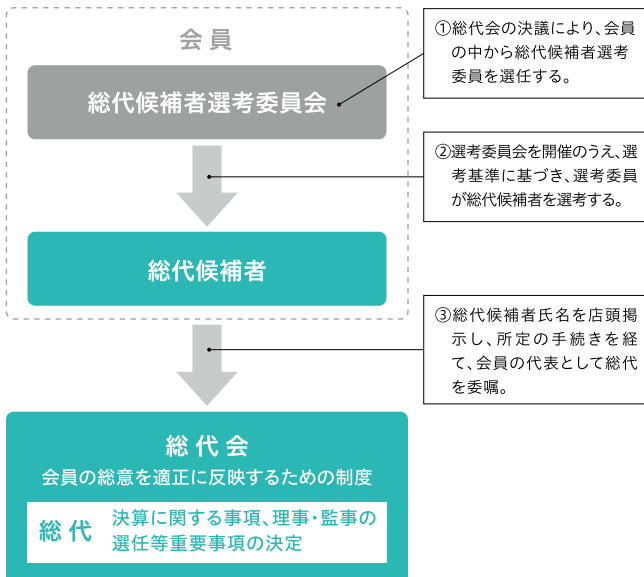 会員
総代候補者選考委員会
①総代会の決議により、会員
の中から総代候補者選考
委員を選任する。
②選考委員会を開催のうえ、選
考基準に基づき、選考委員
が総代候補者を選考する。
総代候補者
③総代候補者氏名を店頭掲
示し、所定の手続きを経
て、会員の代表として総代
を委嘱。
総代会
会員の総意を適正に反映するための制度
総代
決算に関する事項、理事・監事の
選任等重要事項の決定